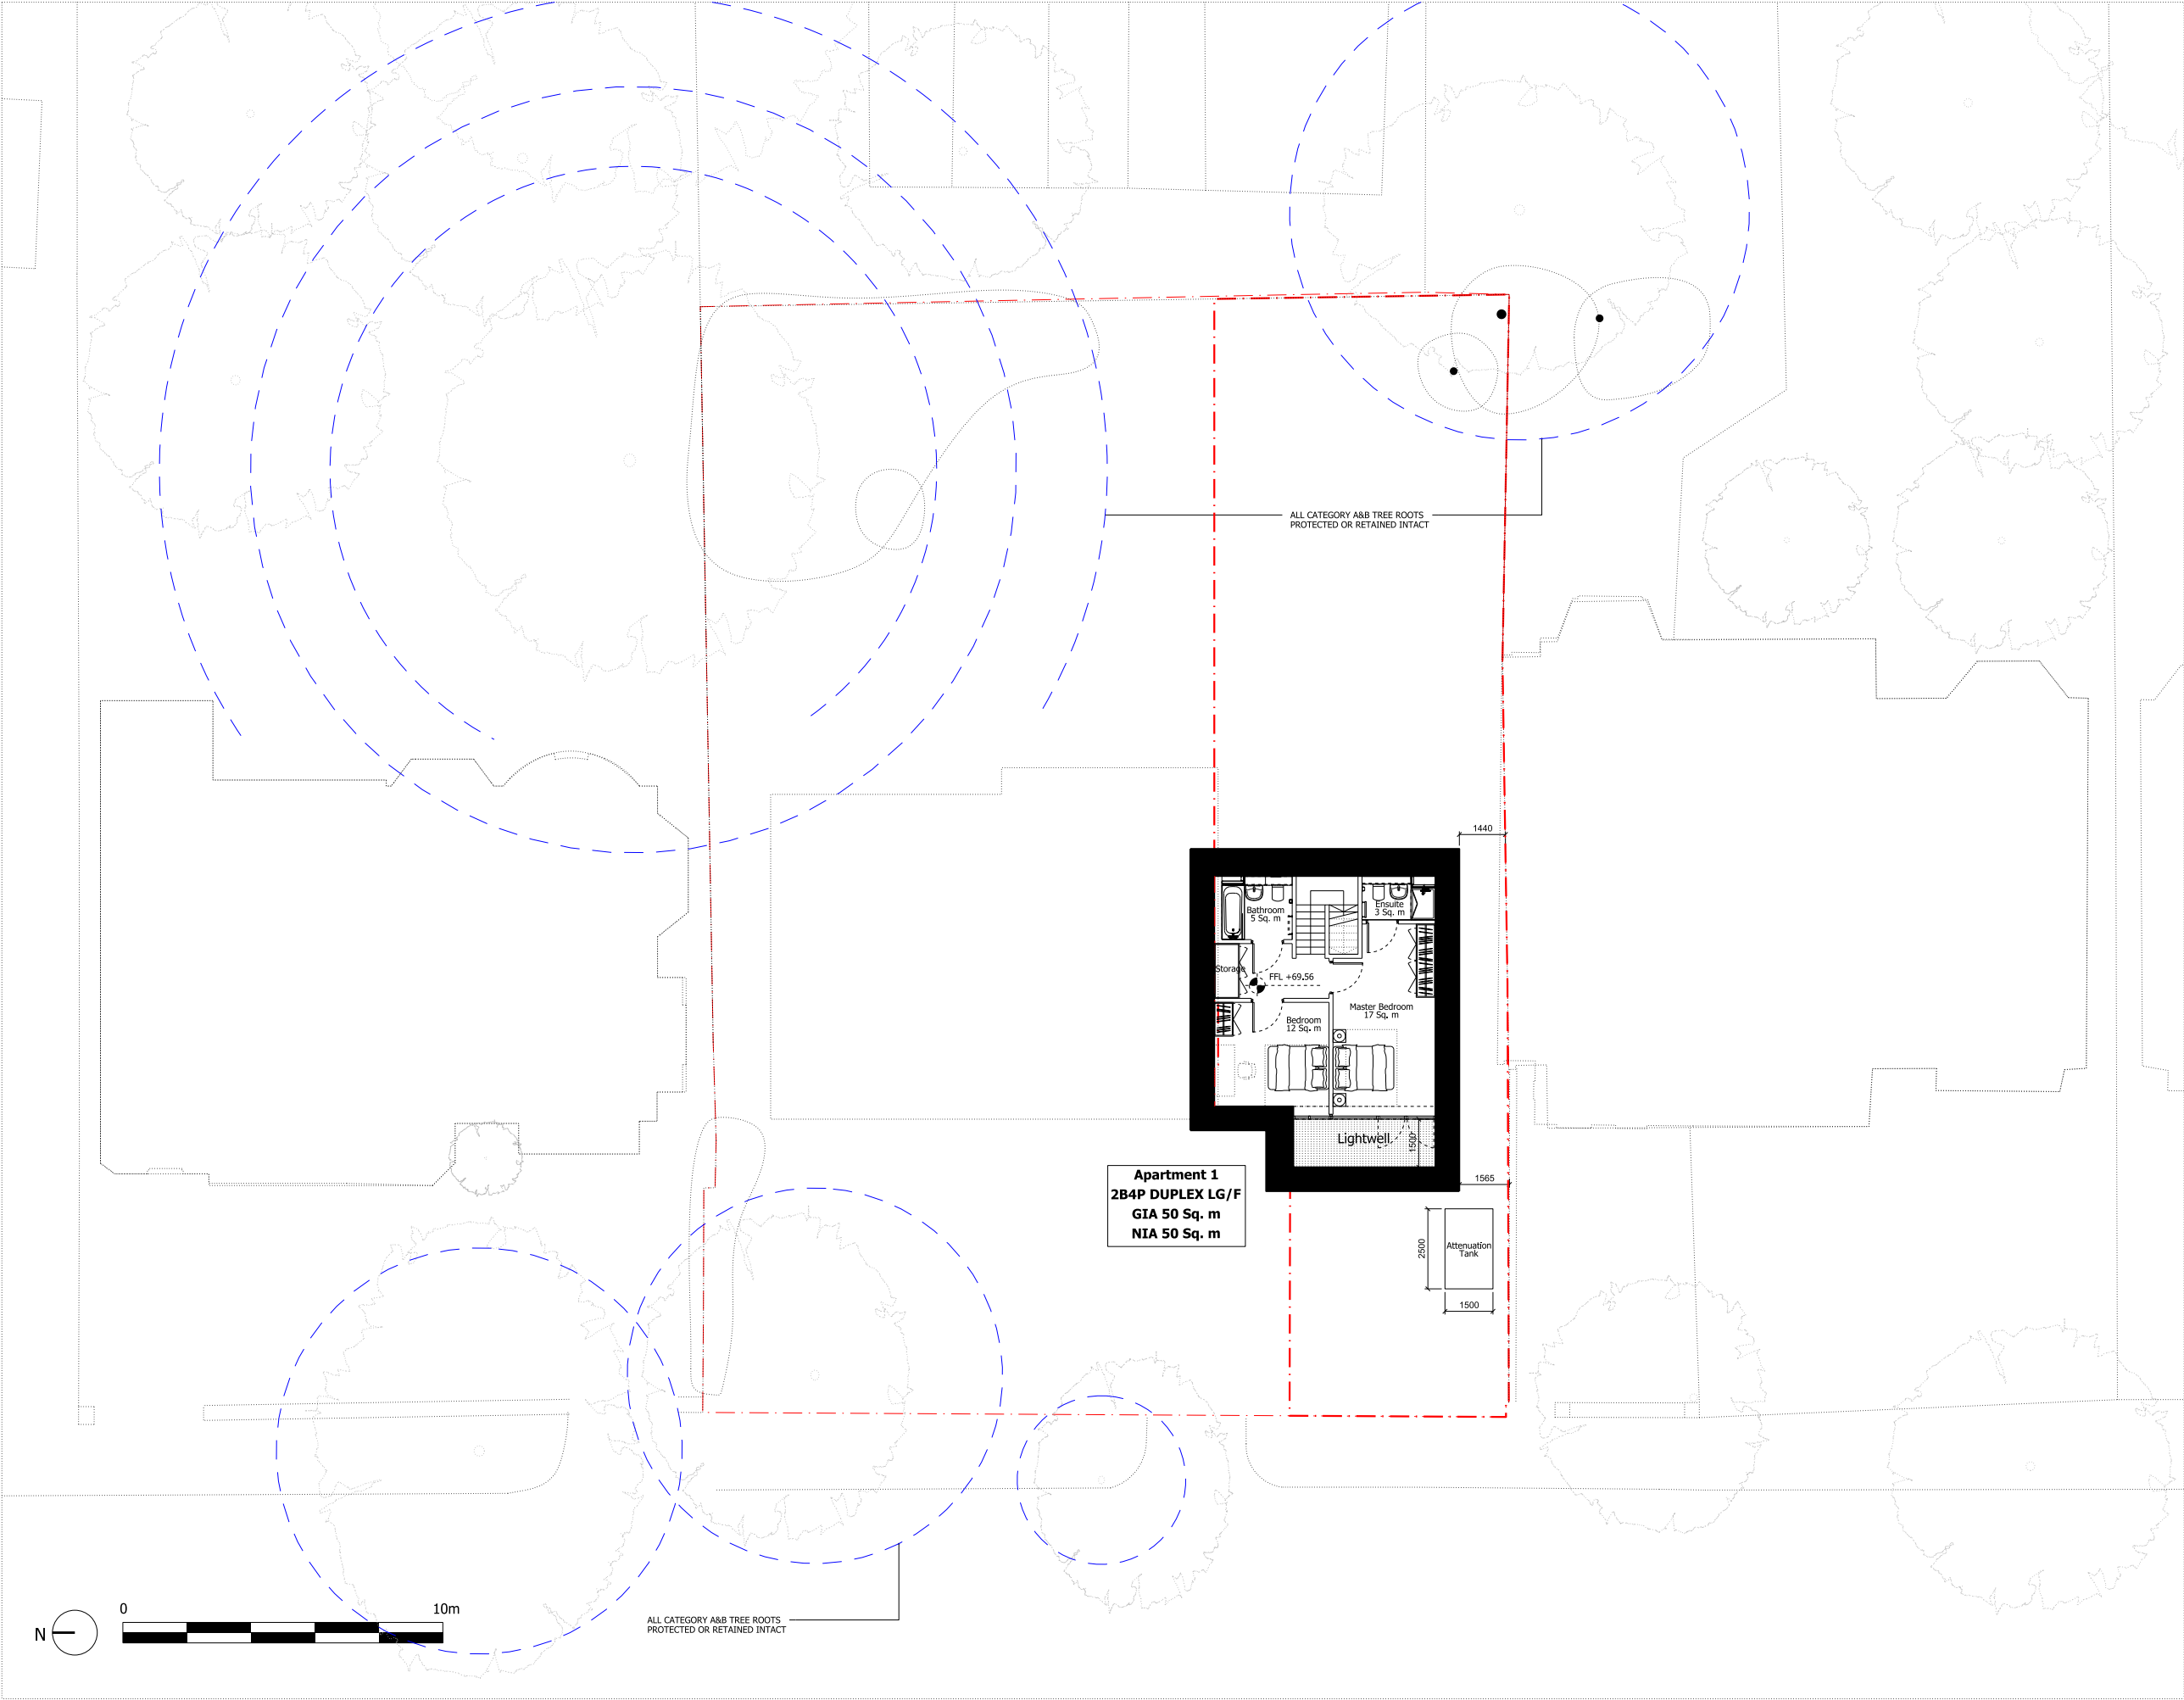 ALL CATEGORY A&B TREE ROOTS
PROTECTED OR RETAINED INTACT
1440
Bathroom
5 Sq. m
Ensuite
3 Sq. m
Storage
FFL +69.56
Master Bedroom
17 Sq. m
Bedroom
12 Sq. m
Lightwell
1500
Apartment 1
2B4P DUPLEX LG/F
GIA 50 Sq. m
NIA 50 Sq. m
1565
2500
Attenuation
Tank
1500
0
10m
N
ALL CATEGORY A&B TREE ROOTS
PROTECTED OR RETAINED INTACT